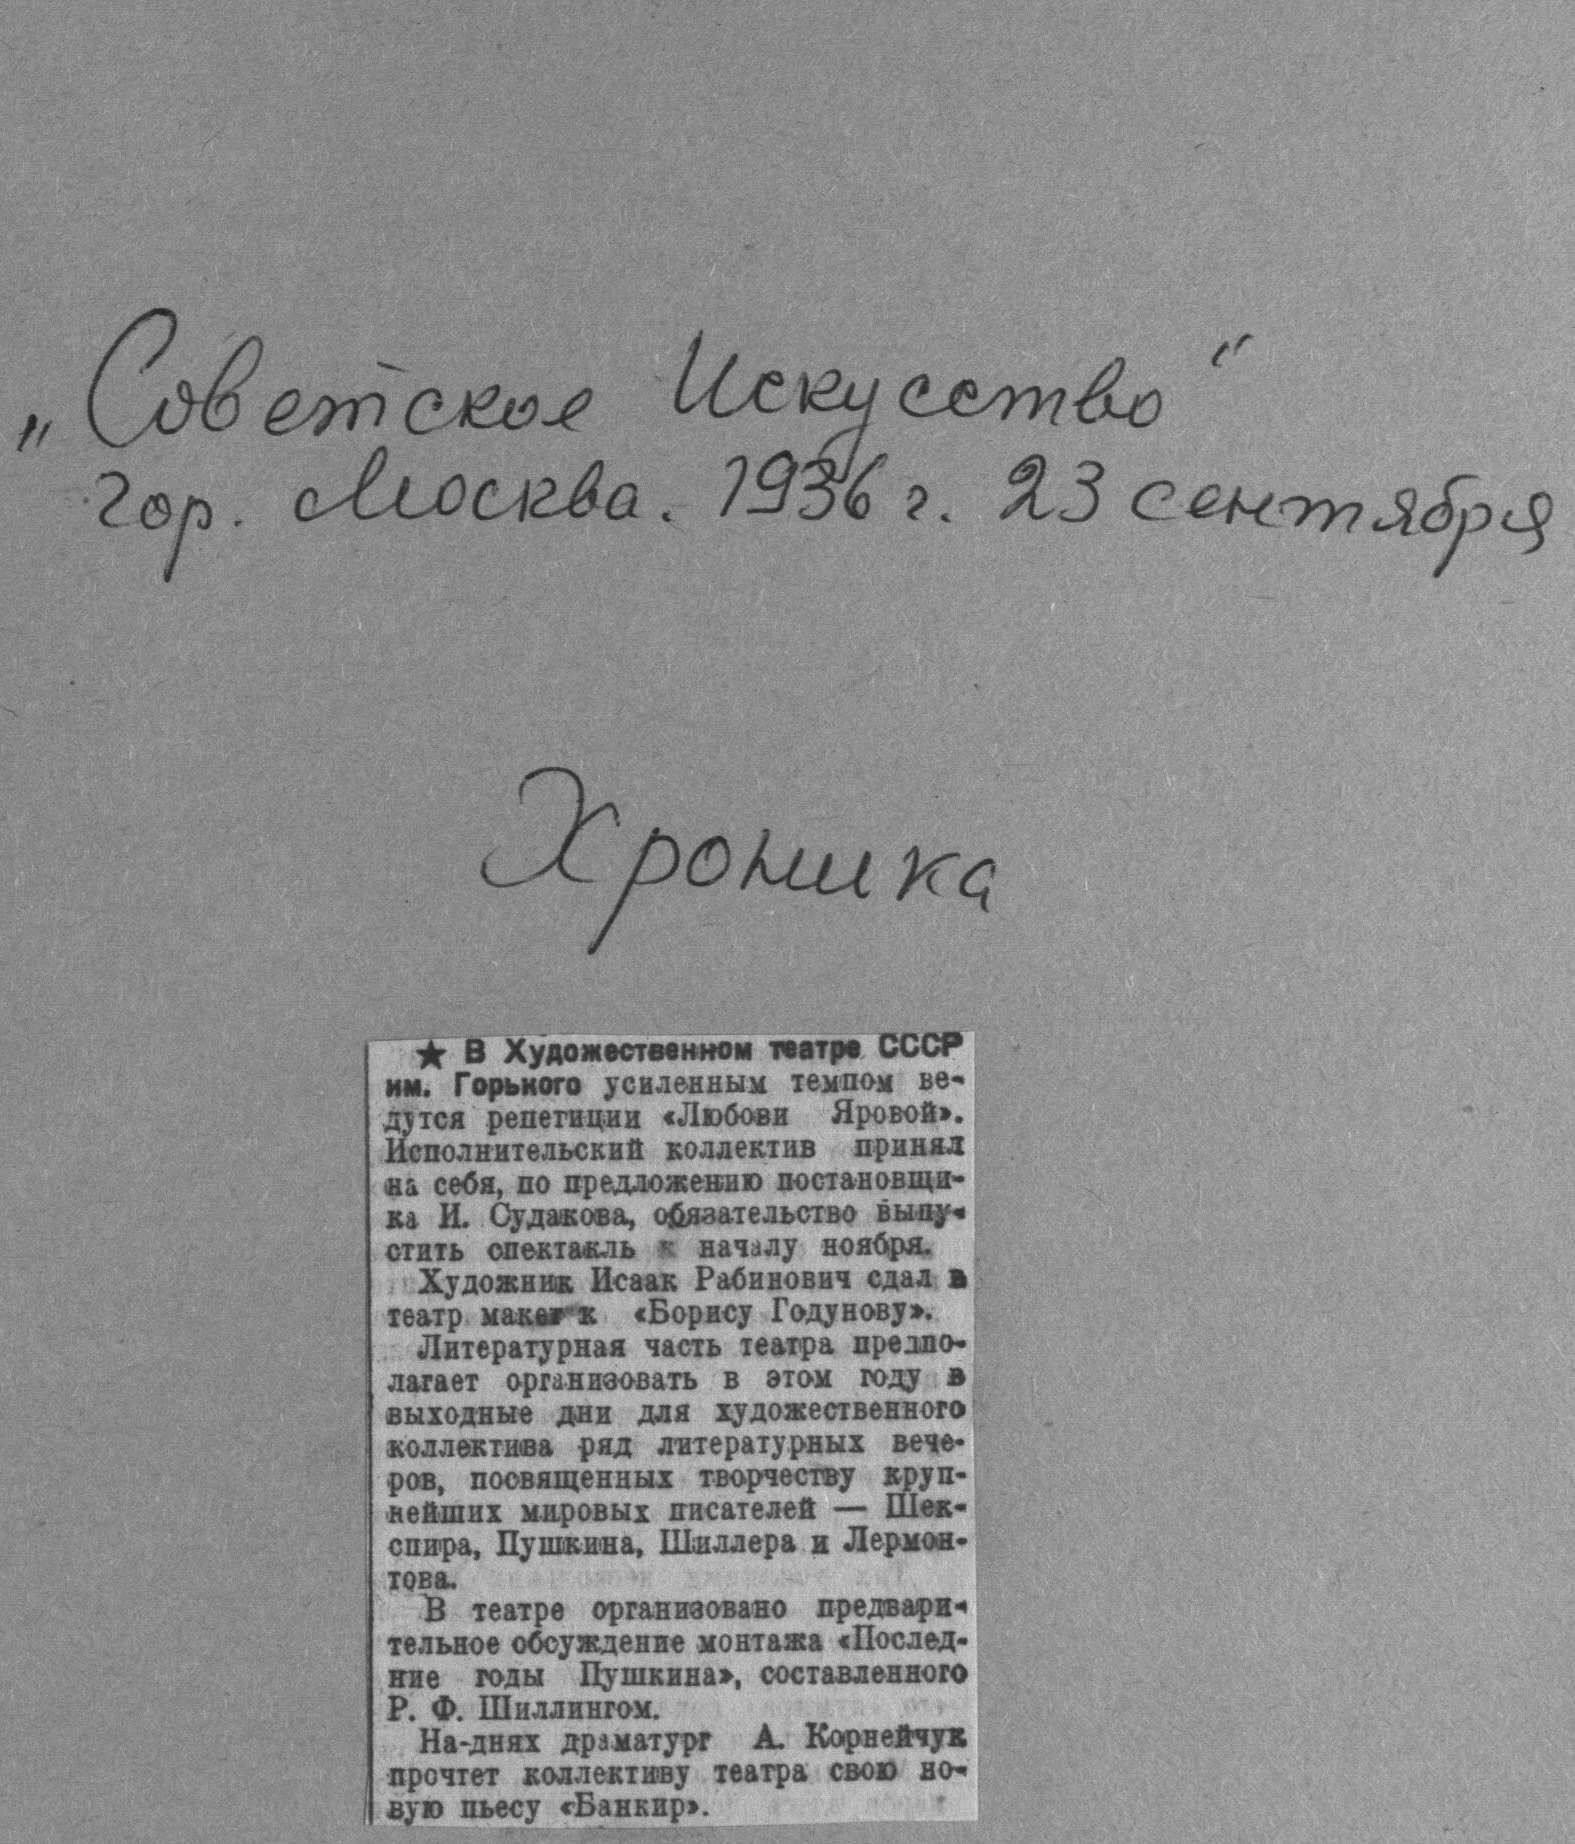 „Советское Искусство“
гор. Москва. 1936 г. 23 сентября
Хроника
★ В Художественном театре СССР
им. Горького усиленным темпом ве-
дутся репетиции «Любови Яровой».
Исполнительский коллектив принял
на себя, по предложению постановщи-
ка И. Судакова, обязательство выпу-
стить спектакль к началу ноября.
Художник Исаак Рабинович сдал в
театр макет к «Борису Годунову».
Литературная часть театра предпо-
лагает организовать в этом году в
выходные дни для художественного
коллектива ряд литературных вече-
ров, посвященных творчеству круп-
нейших мировых писателей — Шек-
спира, Пушкина, Шиллера и Лермон-
това.
В театре организовано предвари-
тельное обсуждение монтажа «Послед-
ние годы Пушкина», составленного
Р. Ф. Шиллингом.
На-днях драматург А. Корнейчук
прочтет коллективу театра свою но-
вую пьесу «Банкир».